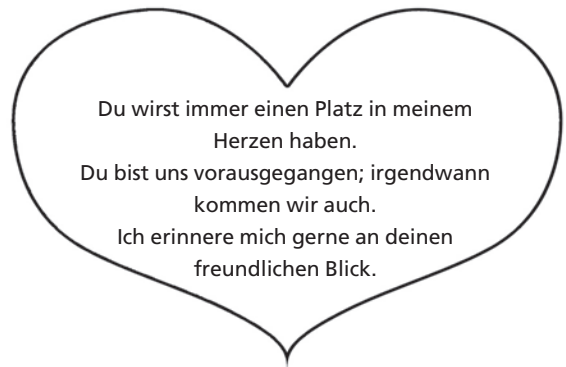 Du wirst immer einen Platz in meinem
Herzen haben.
Du bist uns vorausgegangen; irgendwann
kommen wir auch.
Ich erinnere mich gerne an deinen
freundlichen Blick.